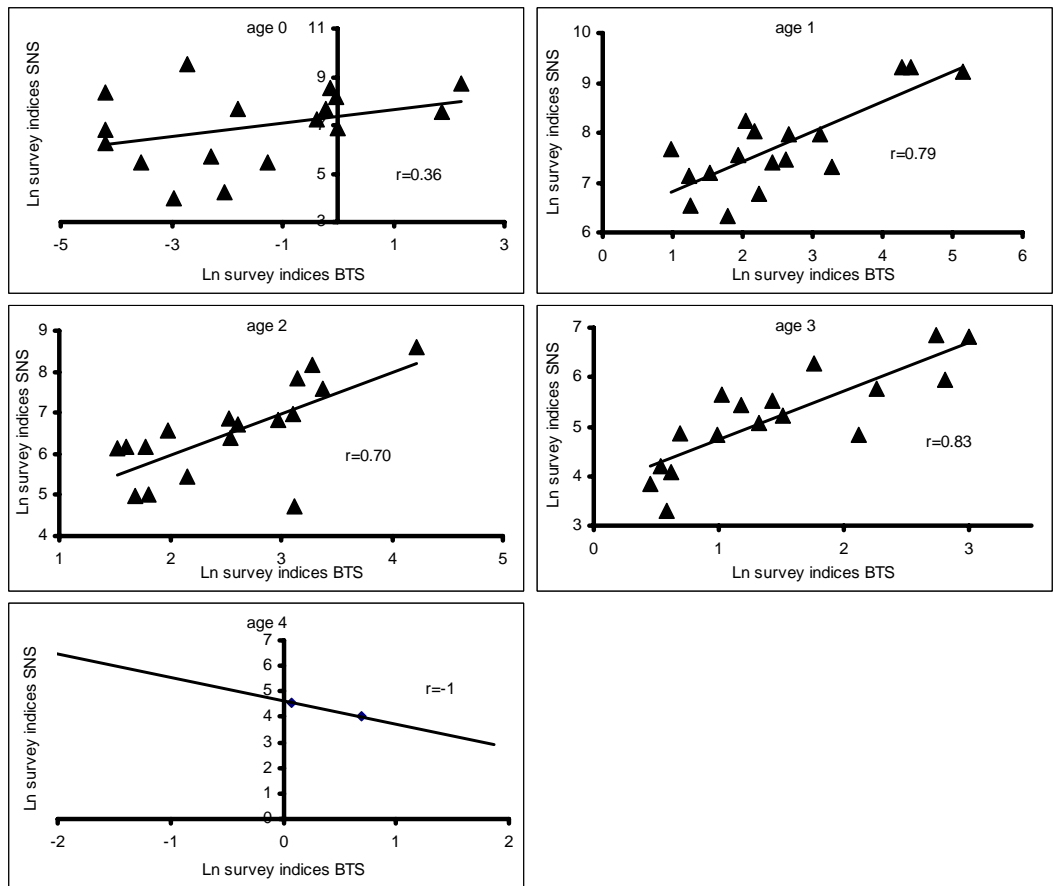 age 0
Ln survey indices SNS
11
9
7
5
3
r=0.36
-5
-3
-1
1
3
Ln survey indices BTS
age 1
Ln survey indices SNS
10
9
8
7
6
r=0.79
0
1
2
3
4
5
6
Ln survey indices BTS
age 2
Ln survey indices SNS
9
8
7
6
5
4
r=0.70
1
2
3
4
5
Ln survey indices BTS
age 3
Ln survey indices SNS
7
6
5
4
3
r=0.83
0
1
2
3
Ln survey indices BTS
age 4
Ln survey indices SNS
7
6
5
4
3
2
1
0
r=-1
-2
-1
0
1
2
Ln survey indices BTS